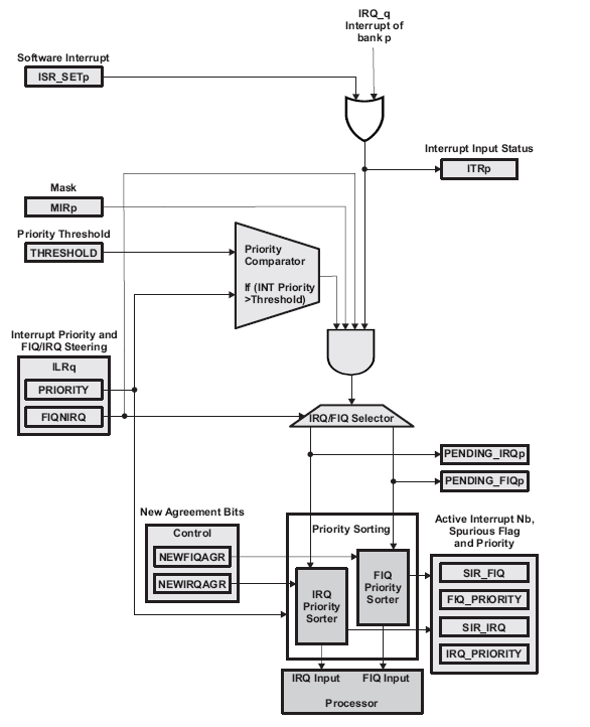 IRQ_q
Interrupt of
bank p
Software Interrupt
ISR_SETp
Interrupt Input Status
ITRp
Mask
MIRp
Priority Threshold
THRESHOLD
Priority
Comparator
If (INT Priority
>Threshold)
Interrupt Priority and
FIQ/IRQ Steering
ILRq
PRIORITY
FIQNIRQ
IRQ/FIQ Selector
PENDING_IRQp
PENDING_FIQp
New Agreement Bits
Control
NEWFIQAGR
NEWIRQAGR
Priority Sorting
IRQ
Priority
Sorter
FIQ
Priority
Sorter
Active Interrupt Nb,
Spurious Flag
and Priority
SIR_FIQ
FIQ_PRIORITY
SIR_IRQ
IRQ_PRIORITY
IRQ Input
FIQ Input
Processor